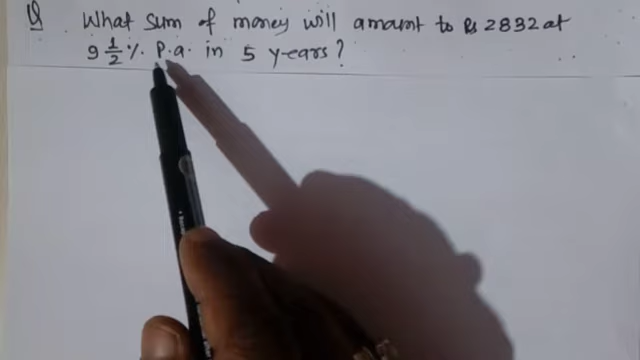 Q. What Sum of money will amount to Rs 2832 at
9 1/2 % P.a. in 5 years?